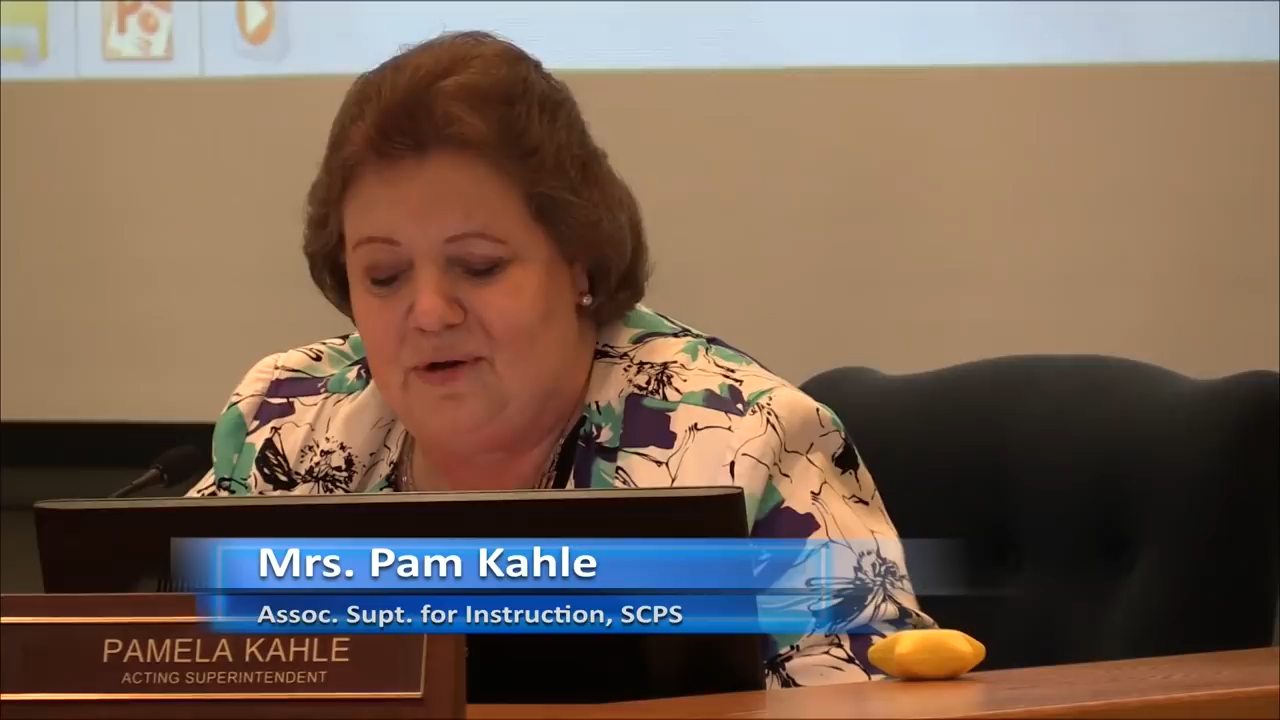 Mrs. Pam Kahle
Assoc. Supt. for Instruction, SCPS
PAMELA KAHLE
ACTING SUPERINTENDENT